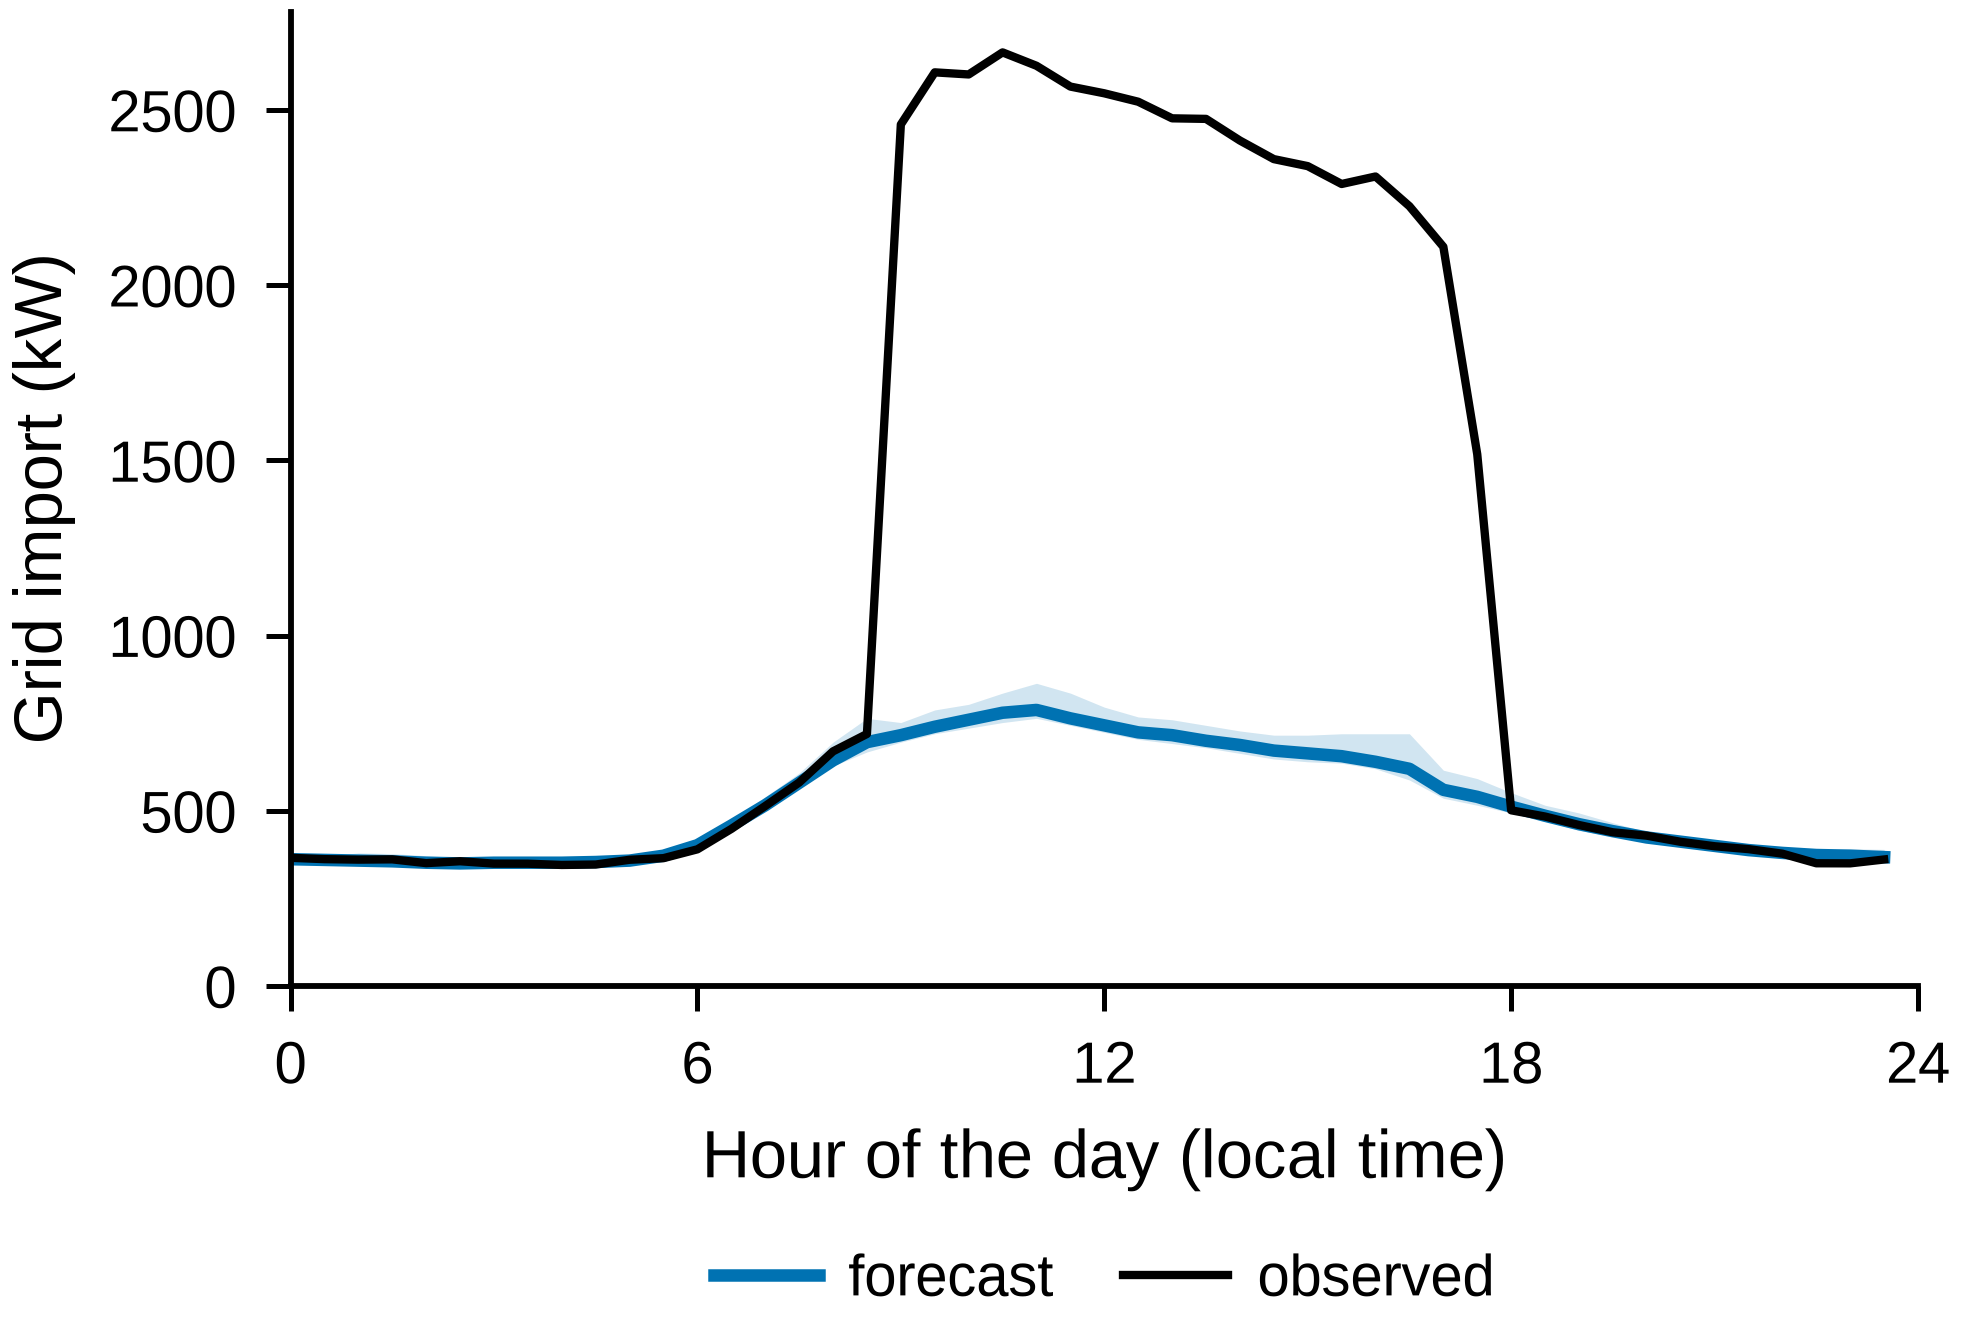 2500
2000
1500
1000
500
0
Grid import (kW)
0 6 12 18 24
Hour of the day (local time)
forecast observed